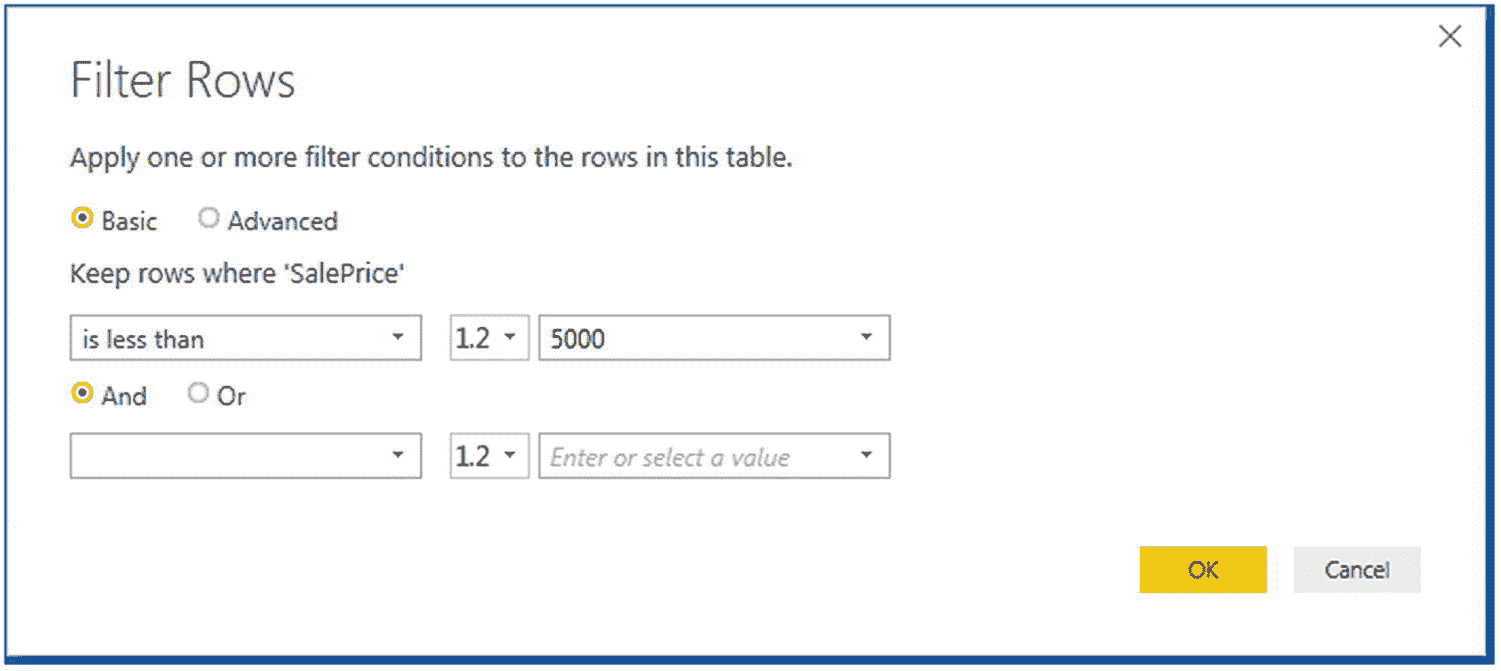 Filter Rows
Apply one or more filter conditions to the rows in this table.
Basic Advanced
Keep rows where 'SalePrice'
is less than 1.2 5000
And Or
1.2 Enter or select a value
OK Cancel